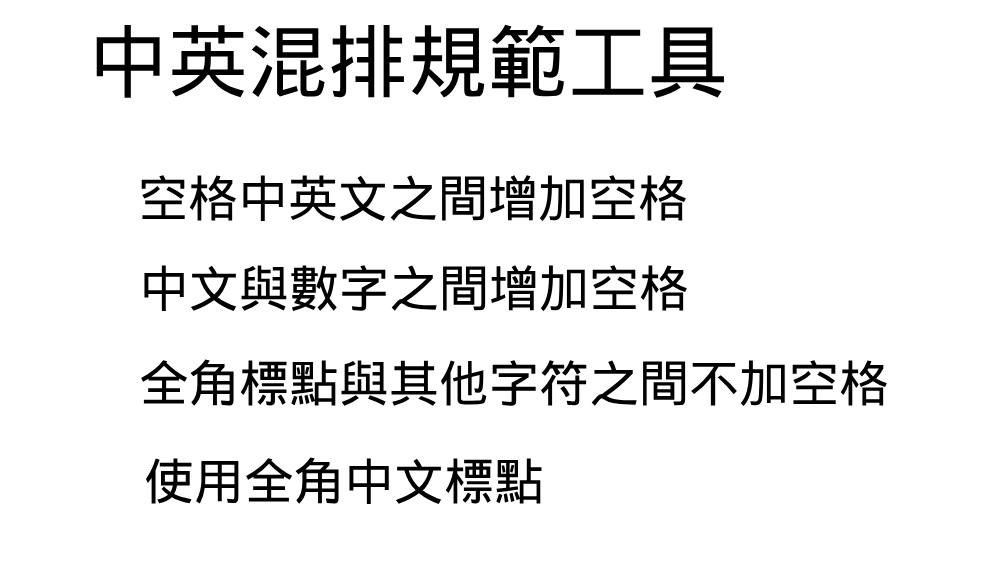 中英混排規範工具
空格中英文之間增加空格
中文與數字之間增加空格
全角標點與其他字符之間不加空格
使用全角中文標點